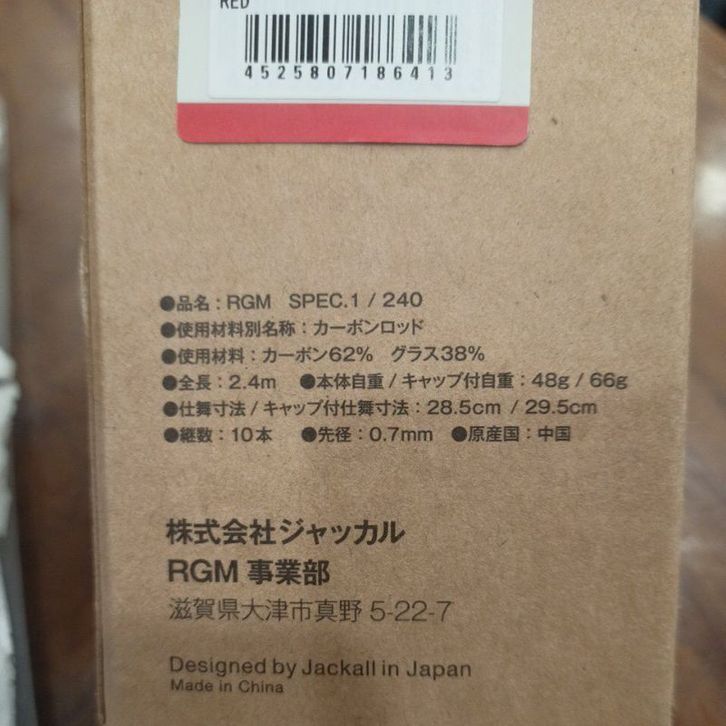 RED
4525807186413
●品名:RGM SPEC.1 / 240
●使用材料別名称:カーボンロッド
●使用材料:カーボン62% グラス38%
●全長:2.4m ●本体自重 / キャップ付自重:48g / 66g
●仕舞寸法 / キャップ付仕舞寸法:28.5cm / 29.5cm
●継数:10本 ●先径:0.7mm ●原産国:中国
株式会社ジャッカル
RGM 事業部
滋賀県大津市真野 5-22-7
Designed by Jackall in Japan
Made in China